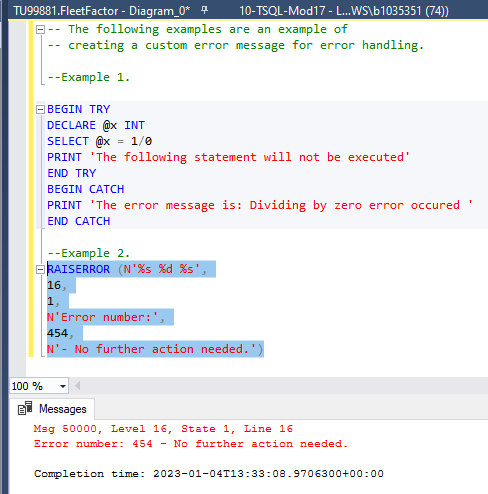 TU99881.FleetFactor - Diagram_0* 10-TSQL-Mod17 - L...WS\b1035351 (74))
-- The following examples are an example of
-- creating a custom error message for error handling.
--Example 1.
BEGIN TRY
DECLARE @x INT
SELECT @x = 1/0
PRINT 'The following statement will not be executed'
END TRY
BEGIN CATCH
PRINT 'The error message is: Dividing by zero error occured '
END CATCH
--Example 2.
RAISERROR (N'%s %d %s',
16,
1,
N'Error number:',
454,
N'- No further action needed.')
100 %
Messages
Msg 50000, Level 16, State 1, Line 16
Error number: 454 - No further action needed.
Completion time: 2023-01-04T13:33:08.9706300+00:00